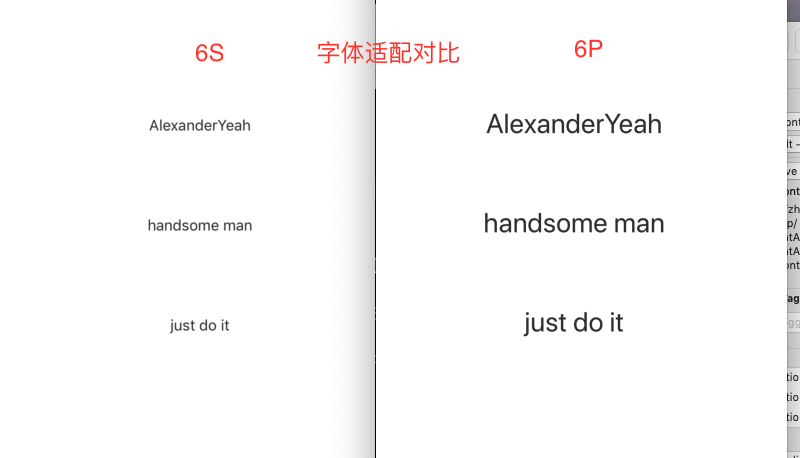 6S
字体适配对比
6P
AlexanderYeah
AlexanderYeah
handsome man
handsome man
just do it
just do it